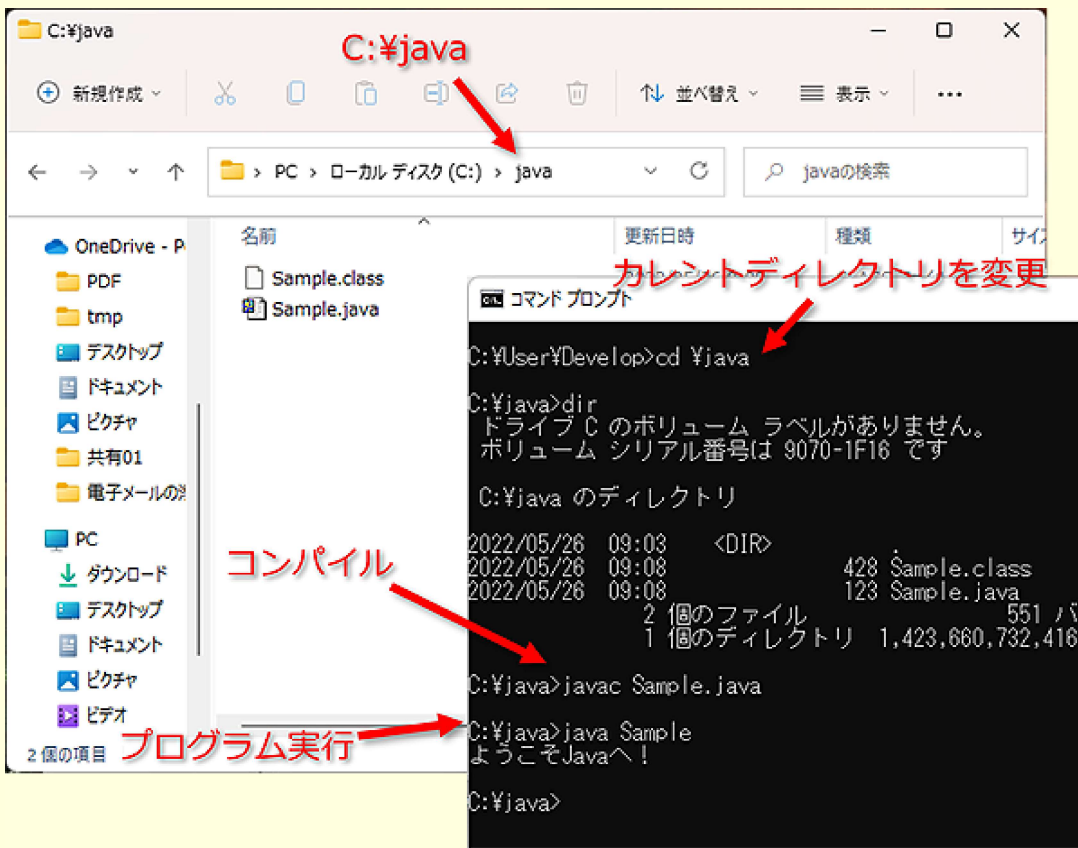 C:¥java
C:¥java
新規作成
並べ替え
表示
PC > ローカル ディスク (C:) > java
javaの検索
名前
更新日時
種類
サイズ
OneDrive - P
PDF
tmp
デスクトップ
ドキュメント
ピクチャ
共有01
電子メールの
PC
ダウンロード
デスクトップ
ドキュメント
ピクチャ
ビデオ
2 個の項目
Sample.class
Sample.java
カレントディレクトリを変更
コマンド プロンプト
C:¥User¥Develop>cd ¥java
C:¥java>dir
ドライブ C のボリューム ラベルがありません。
ボリューム シリアル番号は 9070-1F16 です
C:¥java のディレクトリ
2022/05/26 09:03 <DIR> .
2022/05/26 09:08 428 Sample.class
2022/05/26 09:08 123 Sample.java
2 個のファイル 551 バ
1 個のディレクトリ 1,423,660,732,416
コンパイル
C:¥java>javac Sample.java
プログラム実行
C:¥java>java Sample
ようこそJavaへ！
C:¥java>